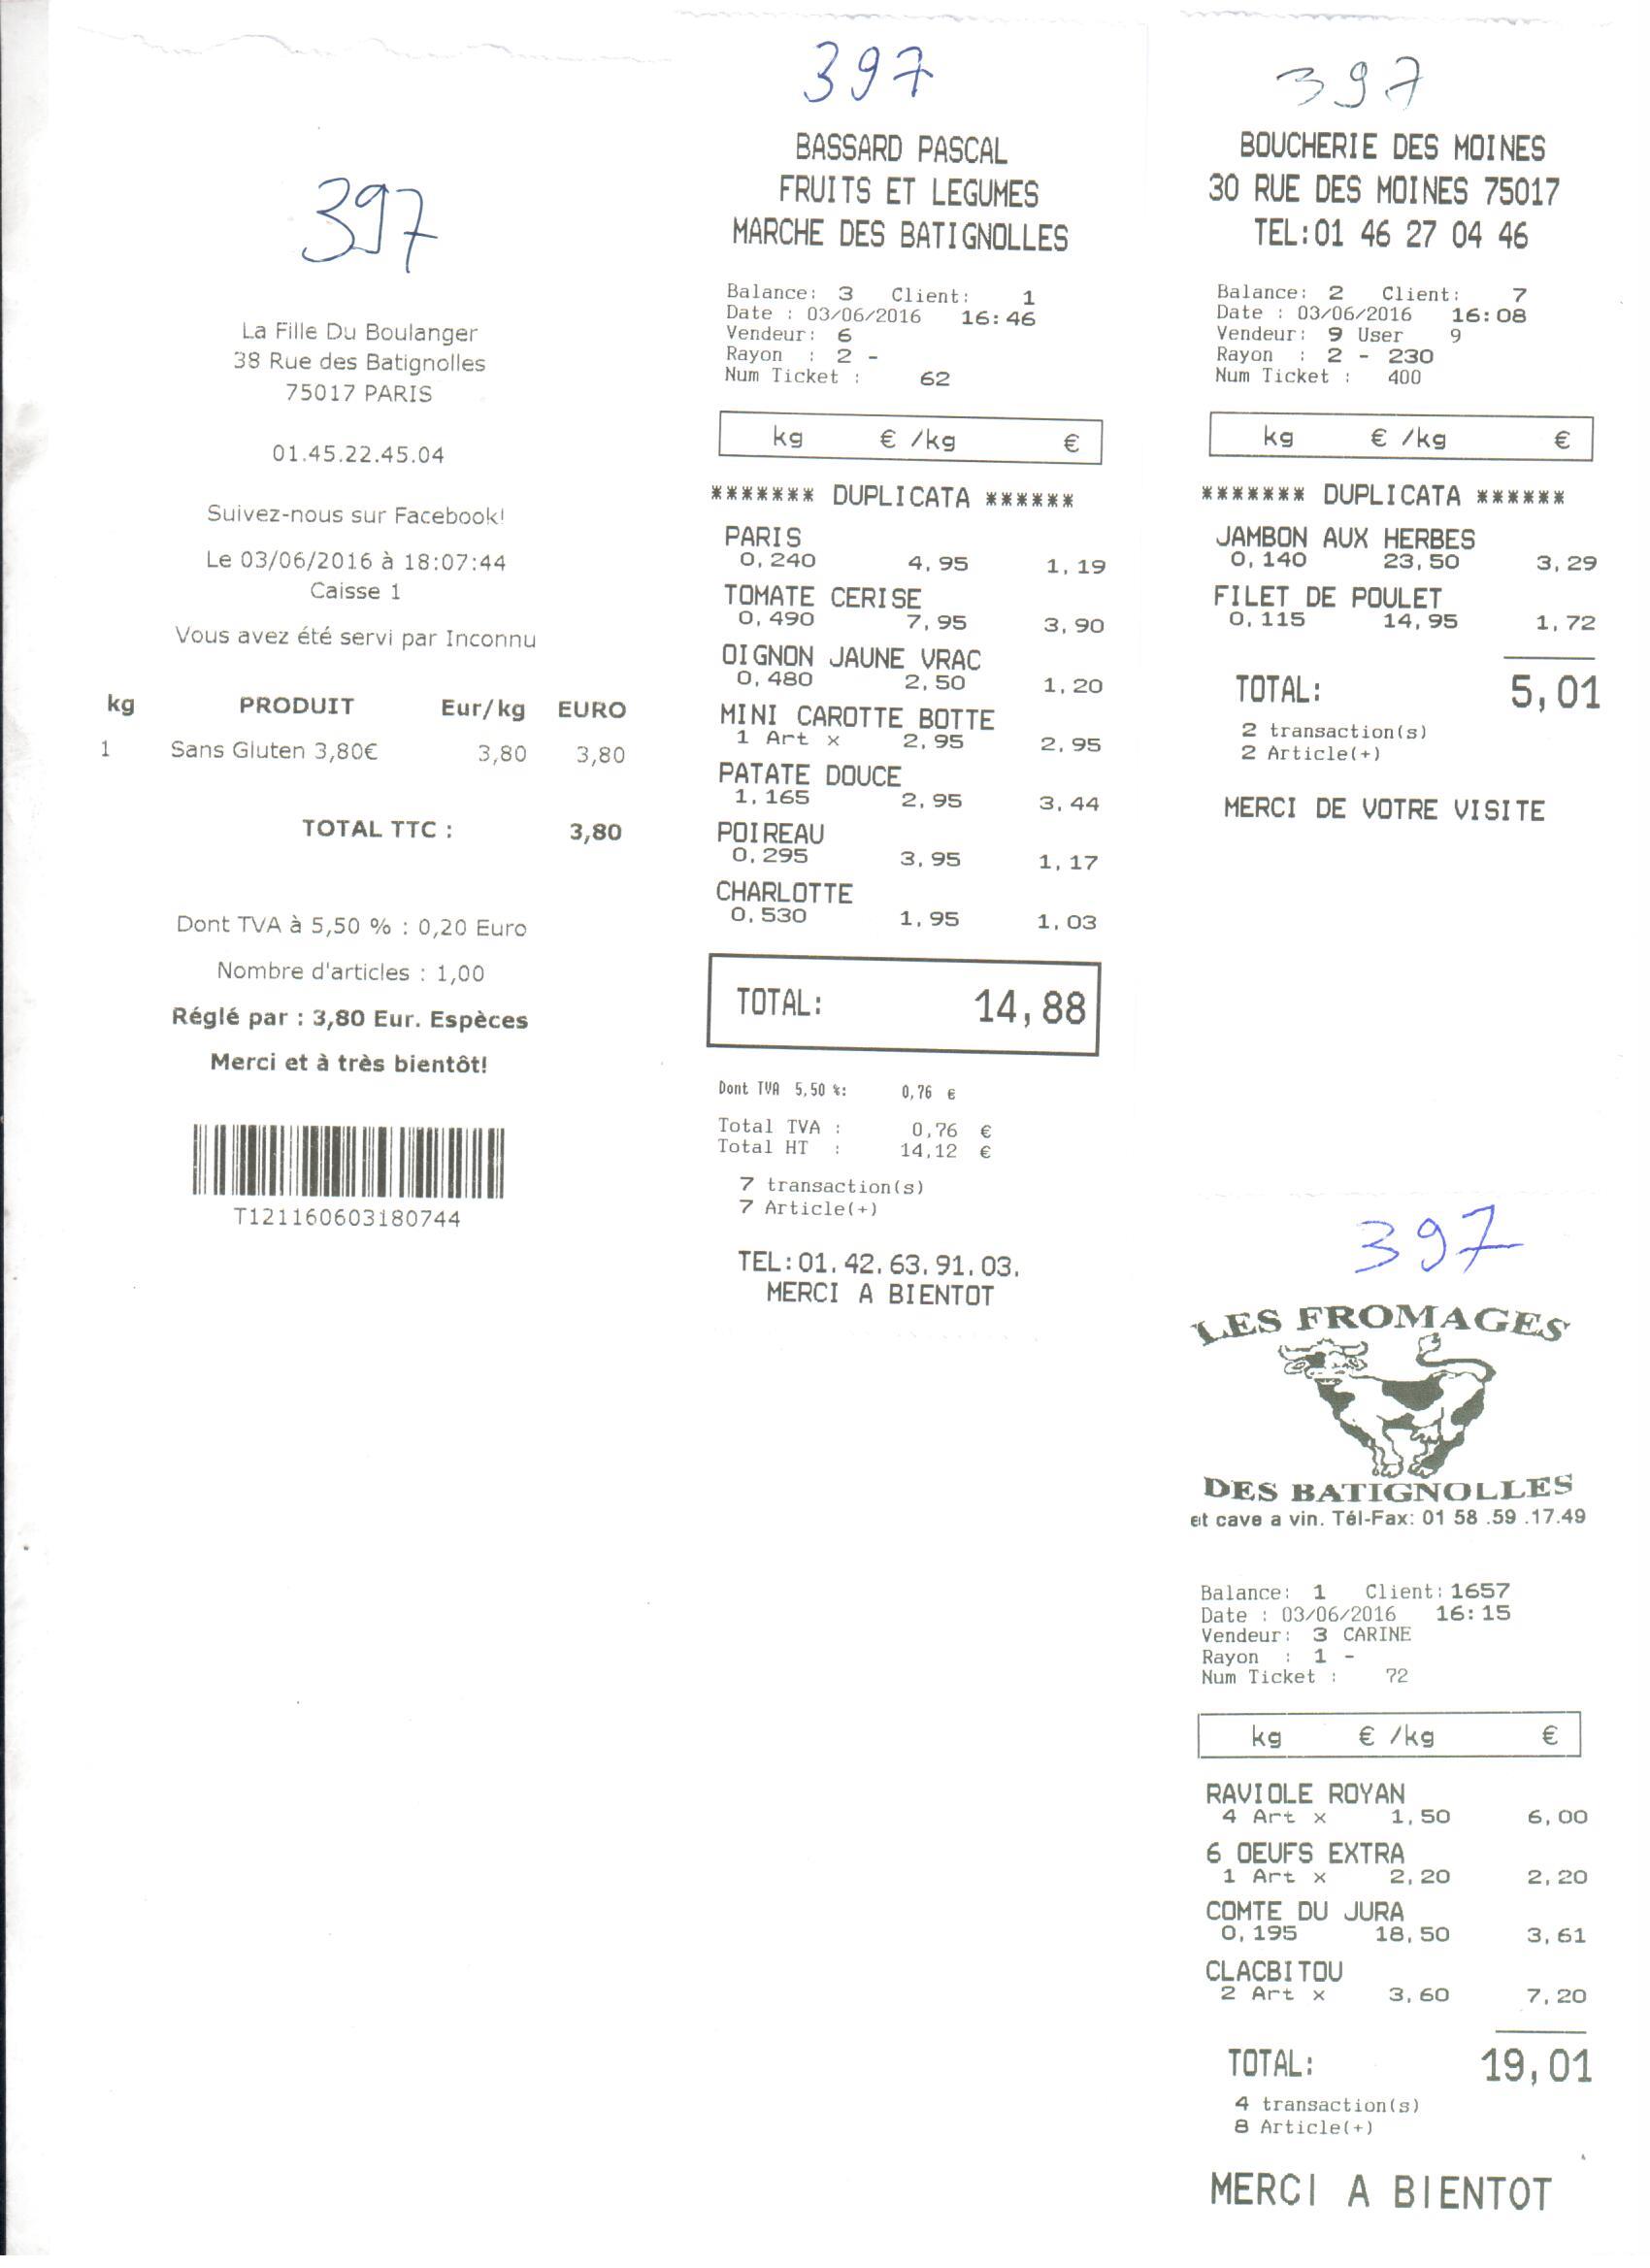 397
La Fille Du Boulanger
38 Rue des Batignolles
75017 PARIS
01.45.22.45.04
Suivez-nous sur Facebook!
Le 03/06/2016 à 18:07:44
Caisse 1
Vous avez été servi par Inconnu
kg PRODUIT Eur/kg EURO
1 Sans Gluten 3,80€ 3,80 3,80
TOTAL TTC : 3,80
Dont TVA à 5,50 % : 0,20 Euro
Nombre d'articles : 1,00
Réglé par : 3,80 Eur. Espèces
Merci et à très bientôt!
T121160603180744
397
BASSARD PASCAL
FRUITS ET LEGUMES
MARCHE DES BATIGNOLLES
Balance: 3 Client: 1
Date : 03/06/2016 16:46
Vendeur: 6
Rayon : 2 -
Num Ticket : 62
kg € /kg €
******* DUPLICATA ******
PARIS
0,240 4,95 1,19
TOMATE CERISE
0,490 7,95 3,90
OIGNON JAUNE VRAC
0,480 2,50 1,20
MINI CAROTTE BOTTE
1 Art x 2,95 2,95
PATATE DOUCE
1,165 2,95 3,44
POIREAU
0,295 3,95 1,17
CHARLOTTE
0,530 1,95 1,03
TOTAL: 14,88
Dont TVA 5,50 %: 0,76 €
Total TVA : 0,76 €
Total HT : 14,12 €
7 transaction(s)
7 Article(+)
TEL:01.42.63.91.03.
MERCI A BIENTOT
397
BOUCHERIE DES MOINES
30 RUE DES MOINES 75017
TEL:01 46 27 04 46
Balance: 2 Client: 7
Date : 03/06/2016 16:08
Vendeur: 9 User 9
Rayon : 2 - 230
Num Ticket : 400
kg € /kg €
******* DUPLICATA ******
JAMBON AUX HERBES
0,140 23,50 3,29
FILET DE POULET
0,115 14,95 1,72
TOTAL: 5,01
2 transaction(s)
2 Article(+)
MERCI DE VOTRE VISITE
397
LES FROMAGES
DES BATIGNOLLES
et cave a vin. Tél-Fax: 01 58 .59 .17.49
Balance: 1 Client:1657
Date : 03/06/2016 16:15
Vendeur: 3 CARINE
Rayon : 1 -
Num Ticket : 72
kg € /kg €
RAVIOLE ROYAN
4 Art x 1,50 6,00
6 OEUFS EXTRA
1 Art x 2,20 2,20
COMTE DU JURA
0,195 18,50 3,61
CLACBITOU
2 Art x 3,60 7,20
TOTAL: 19,01
4 transaction(s)
8 Article(+)
MERCI A BIENTOT